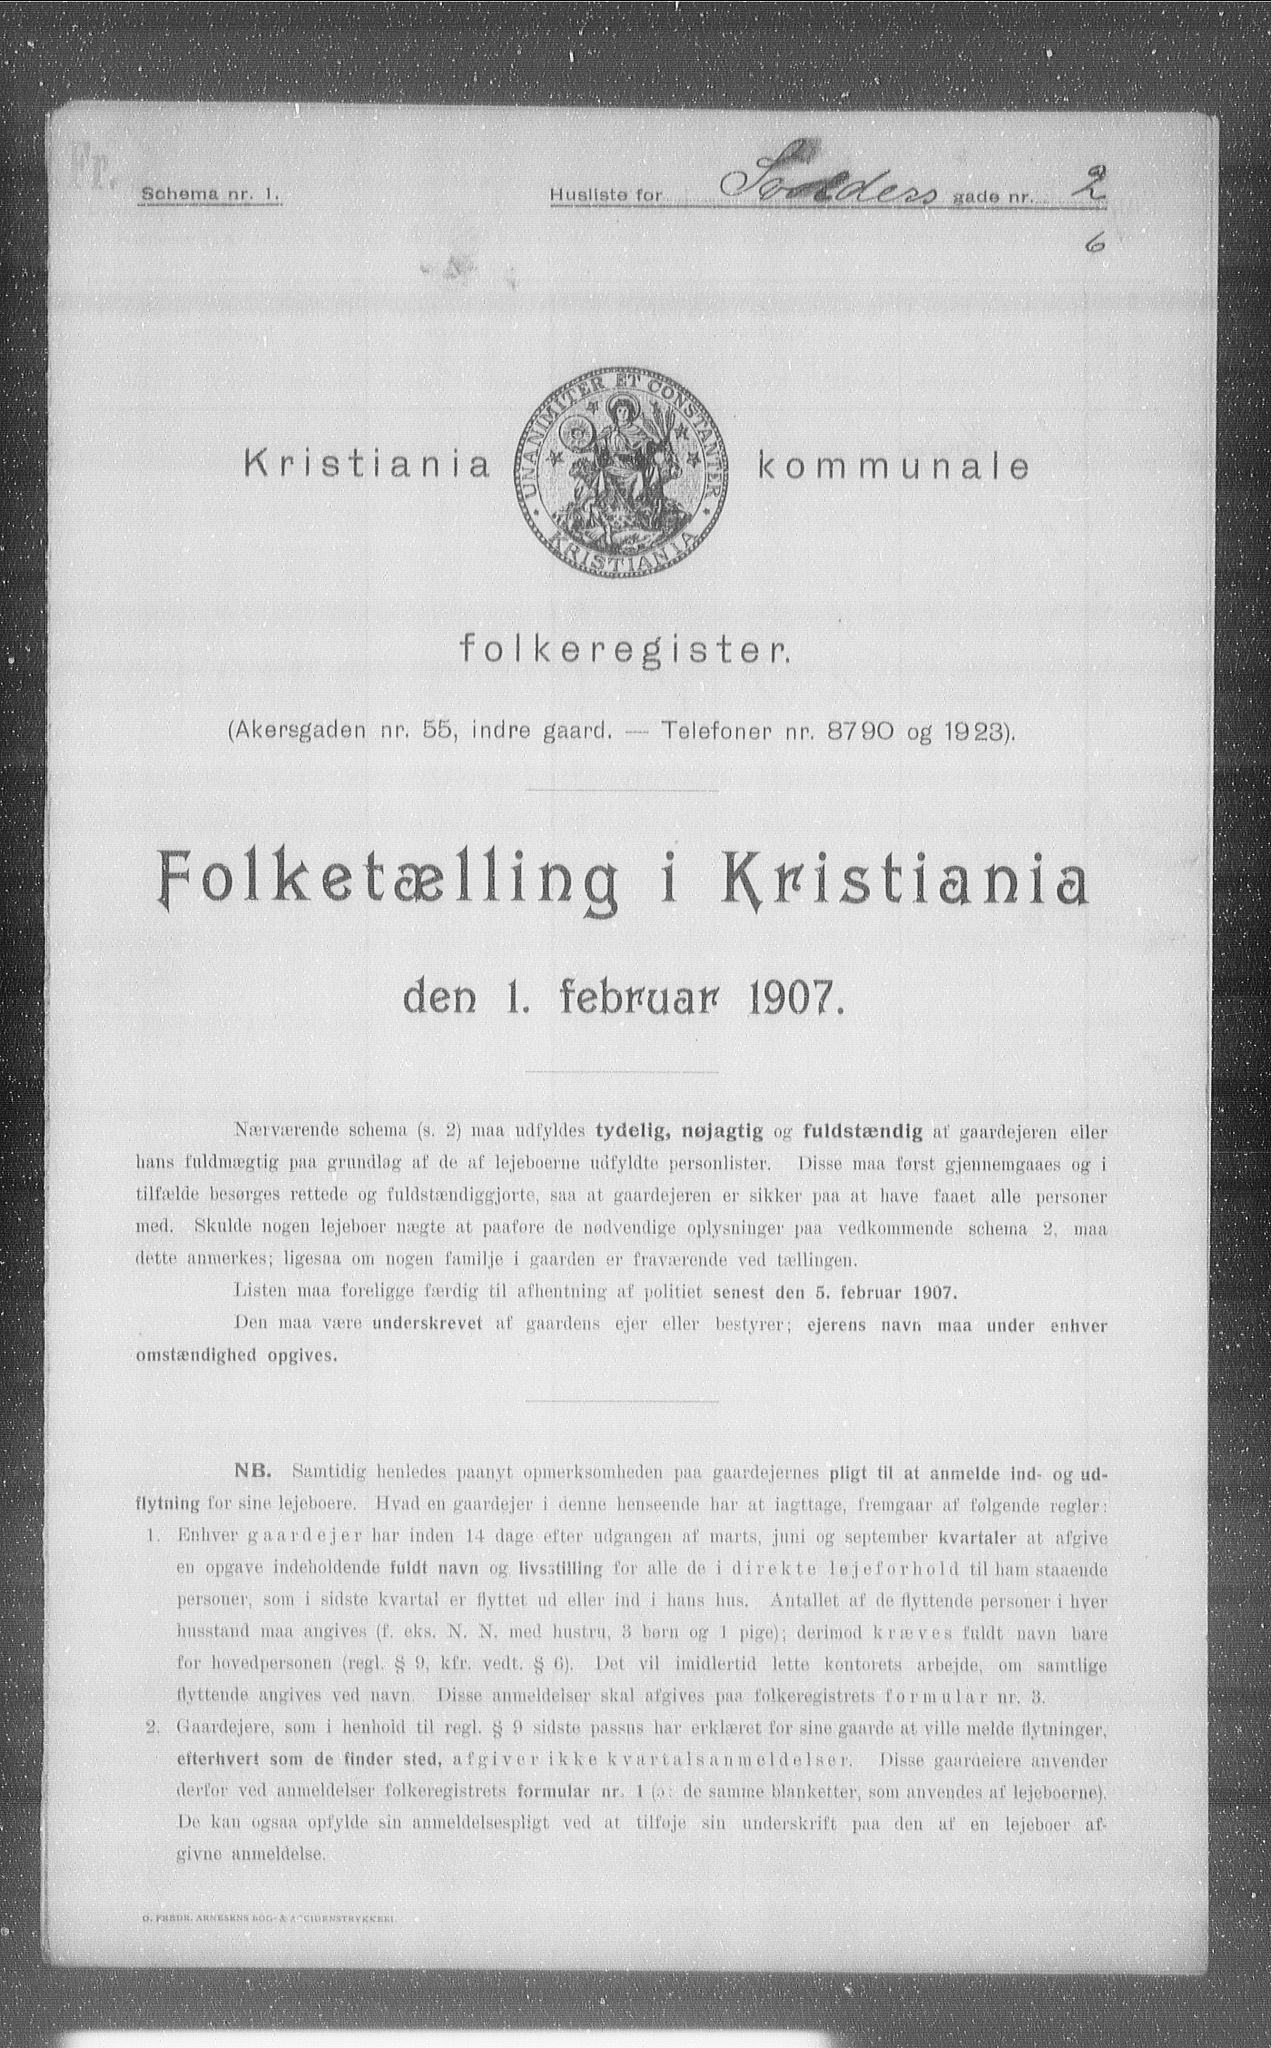 Fr.
Schema nr. 1.
Husliste for Svolders gade nr. 2
6
UNANIMITER ET CONSTANTER
KRISTIANIA
Kristiania kommunale
folkeregister.
(Akersgaden nr. 55, indre gaard. — Telefoner nr. 8790 og 1923).
Folketælling i Kristiania
den 1. februar 1907.
Nærværende schema (s. 2) maa udfyldes tydelig, nøjagtig og fuldstændig af gaardejeren eller
hans fuldmægtig paa grundlag af de af lejeboerne udfyldte personlister. Disse maa først gjennemgaaes og i
tilfælde besørges rettede og fuldstændiggjorte, saa at gaardejeren er sikker paa at have faaet alle personer
med. Skulde nogen lejeboer nægte at paaføre de nødvendige oplysninger paa vedkommende schema 2, maa
dette anmerkes; ligesaa om nogen familje i gaarden er fraværende ved tællingen.
Listen maa foreligge færdig til afhentning af politiet senest den 5. februar 1907.
Den maa være underskrevet af gaardens ejer eller bestyrer; ejerens navn maa under enhver
omstændighed opgives.
NB. Samtidig henledes paanyt opmerksomheden paa gaardejernes pligt til at anmelde ind- og ud-
flytning for sine lejeboere. Hvad en gaardejer i denne henseende har at iagttage, fremgaar af følgende regler:
1. Enhver gaardejer har inden 14 dage efter udgangen af marts, juni og september kvartaler at afgive
en opgave indeholdende fuldt navn og livsstilling for alle de i direkte lejeforhold til ham staaende
personer, som i sidste kvartal er flyttet ud eller ind i hans hus. Antallet af de flyttende personer i hver
husstand maa angives (f. eks. N. N. med hustru, 3 børn og 1 pige); derimod kræves fuldt navn bare
for hovedpersonen (regl. § 9, kfr. vedt. § 6). Det vil imidlertid lette kontorets arbejde, om samtlige
flyttende angives ved navn. Disse anmeldelser skal afgives paa folkeregistrets formular nr. 3.
2. Gaardejere, som i henhold til regl. § 9 sidste passus har erklæret for sine gaarde at ville melde flytninger,
efterhvert som de finder sted, afgiver ikke kvartalsanmeldelser. Disse gaardeiere anvender
derfor ved anmeldelser folkeregistrets formular nr. 1 (ɔ: de samme blanketter, som anvendes af lejeboerne).
De kan ogsaa opfylde sin anmeldelsespligt ved at tilføje sin underskrift paa den af en lejeboer af-
givne anmeldelse.
O. FREDR. ARNESENS BOG- & ACCIDENSTRYKKERI.